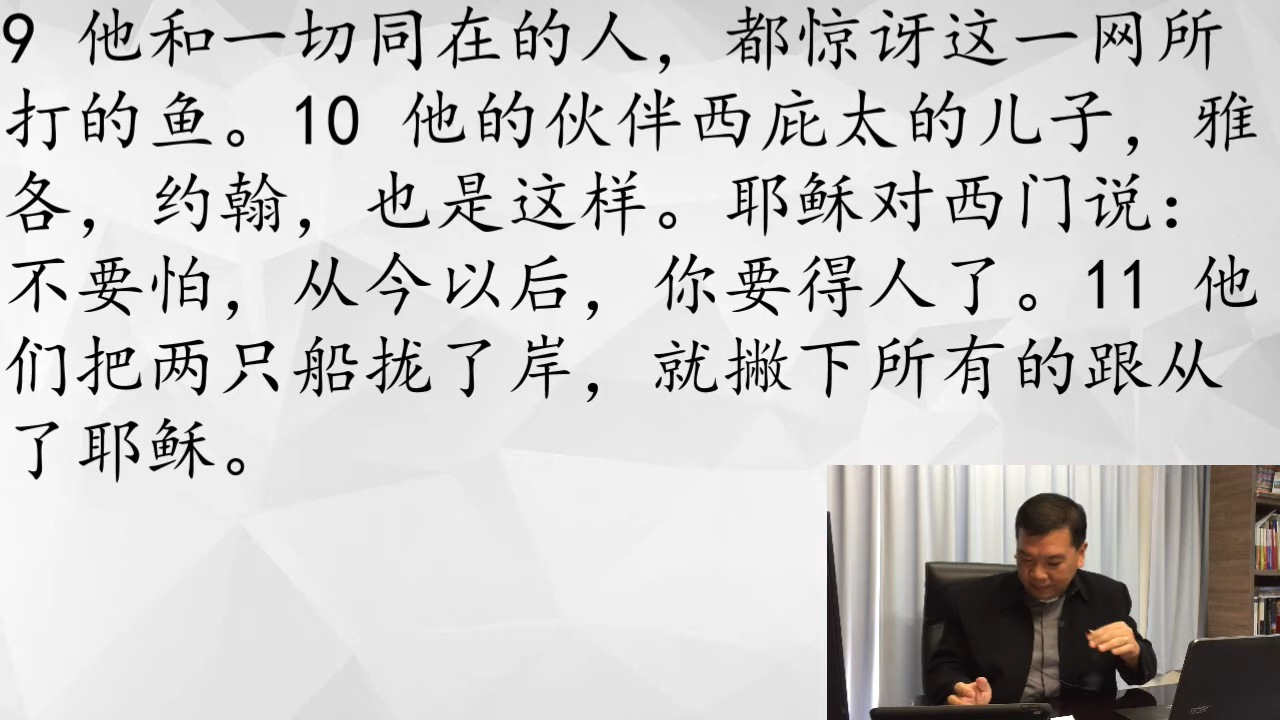 9 他和一切同在的人，都惊讶这一网所
打的鱼。10 他的伙伴西庇太的儿子，雅
各，约翰，也是这样。耶稣对西门说：
不要怕，从今以后，你要得人了。11 他
们把两只船拢了岸，就撇下所有的跟从
了耶稣。
acer